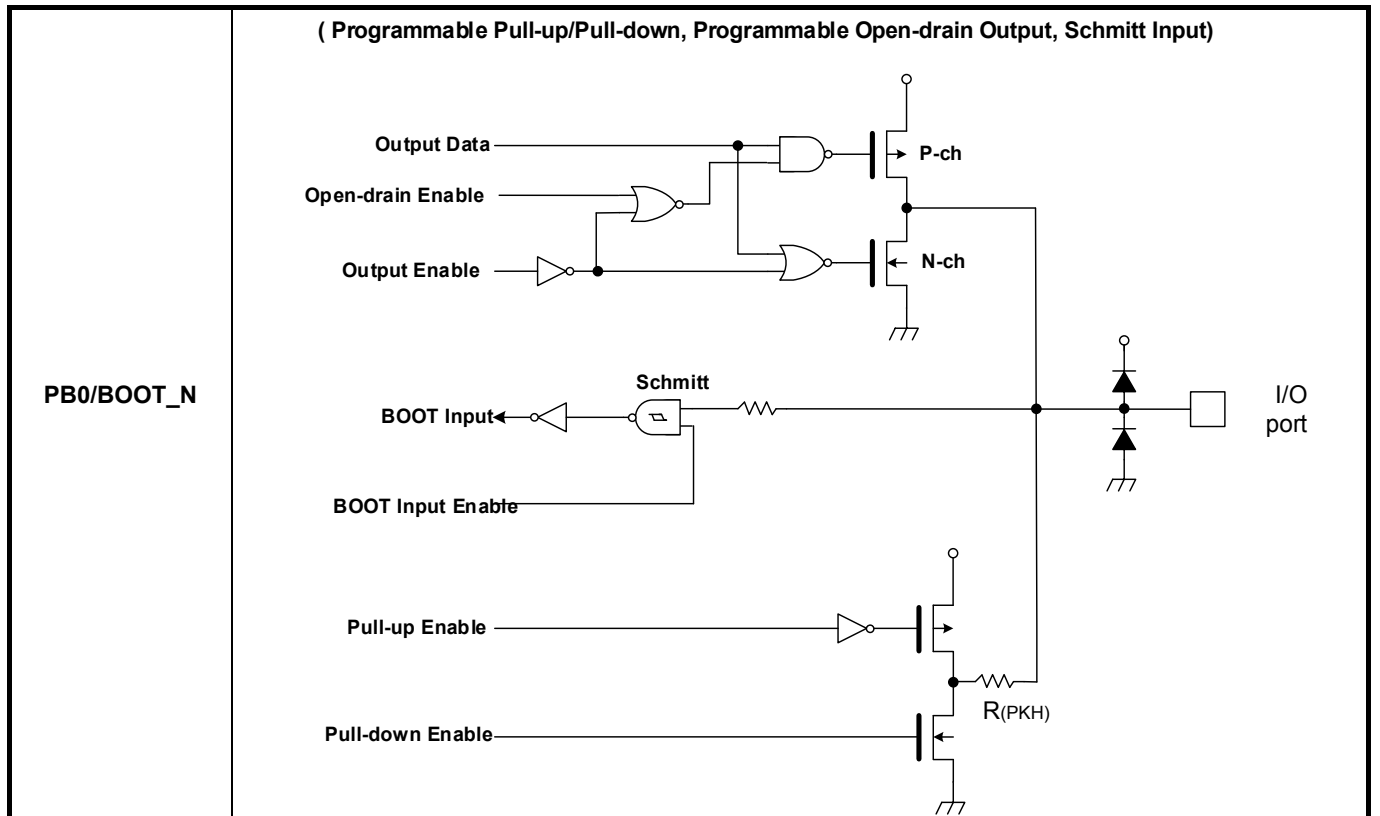 ( Programmable Pull-up/Pull-down, Programmable Open-drain Output, Schmitt Input)
Output Data
P-ch
Open-drain Enable
Output Enable
N-ch
PB0/BOOT_N
Schmitt
BOOT Input
I/O
port
BOOT Input Enable
Pull-up Enable
R(PKH)
Pull-down Enable